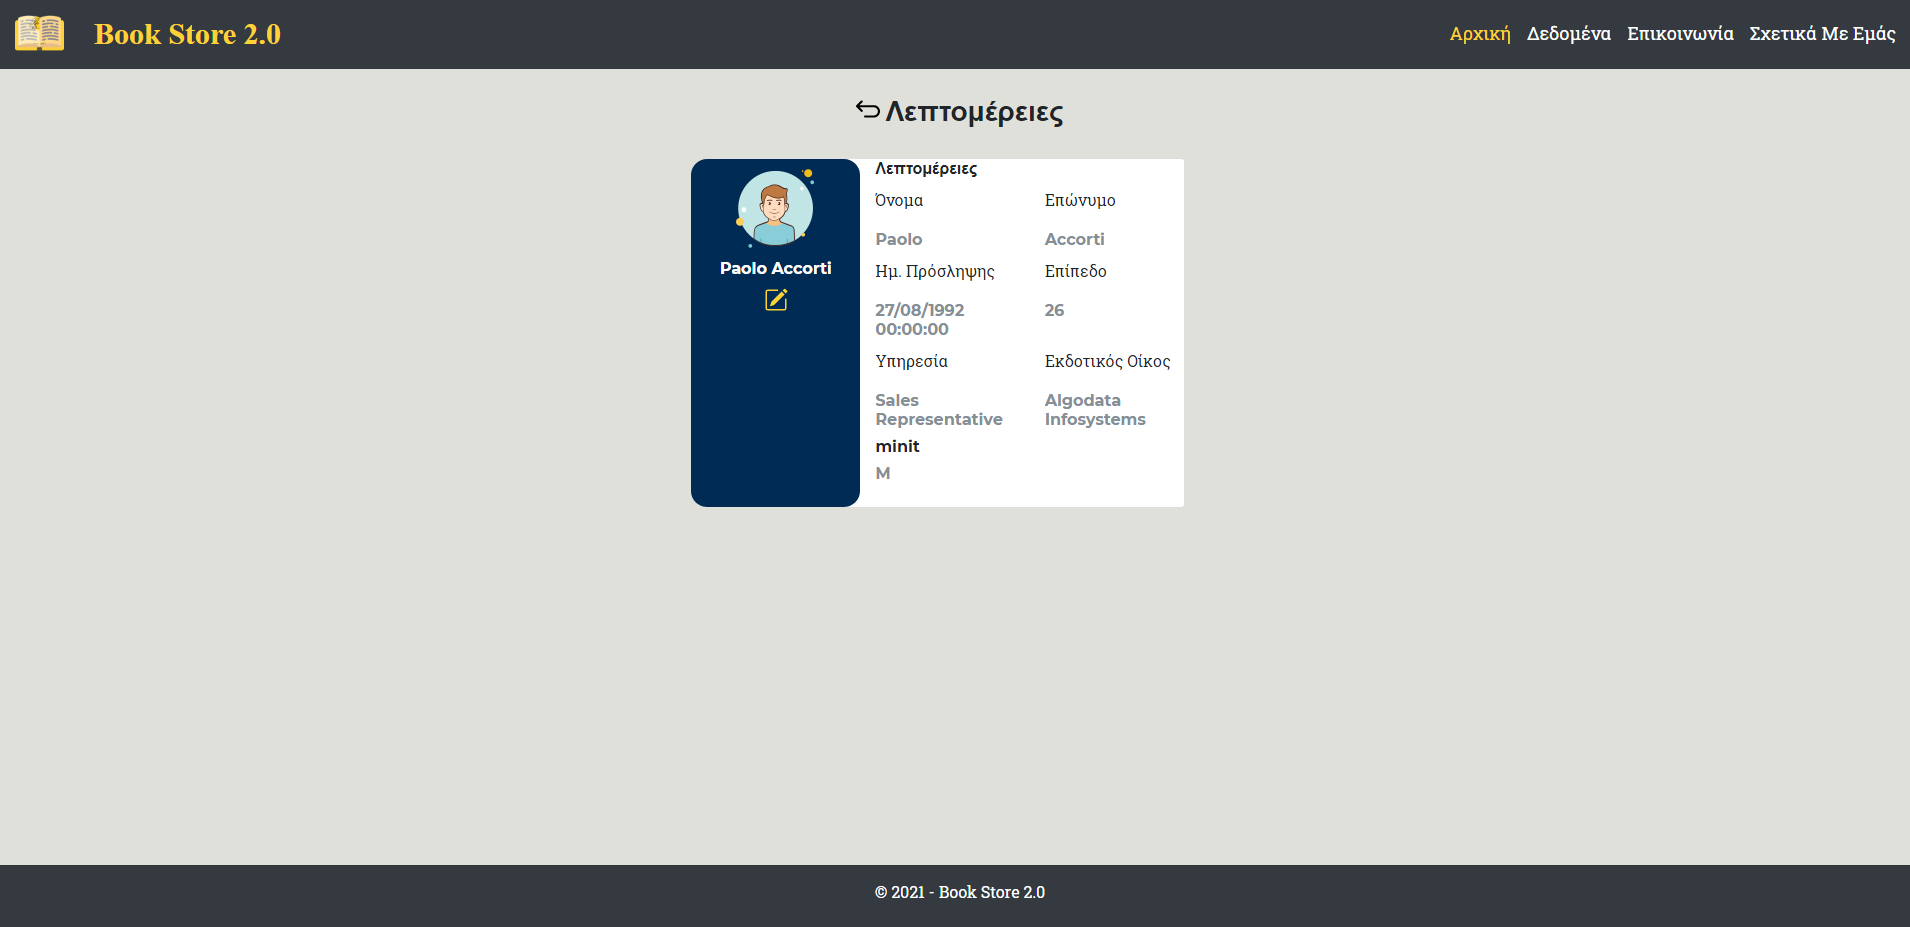 Book Store 2.0
Αρχική Δεδομένα Επικοινωνία Σχετικά Με Εμάς
Λεπτομέρειες
Paolo Accorti
Λεπτομέρειες
Όνομα Επώνυμο
Paolo Accorti
Ημ. Πρόσληψης Επίπεδο
27/08/1992 26
00:00:00
Υπηρεσία Εκδοτικός Οίκος
Sales Algodata
Representative Infosystems
minit
M
© 2021 - Book Store 2.0